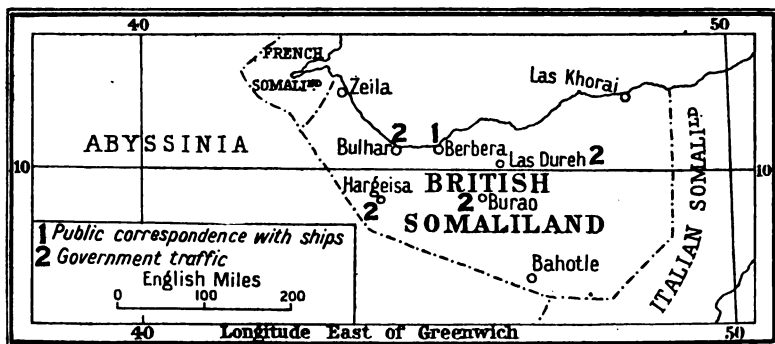 40 50
FRENCH
SOMALI^ND
Zeila
Las Khorai
ABYSSINIA
2 1
Bulhar Berbera
Las Dureh 2
10 10
Hargeisa BRITISH
2 2 Burao
SOMALILAND
ITALIAN SOMALI^LD
1 Public correspondence with ships
2 Government traffic
English Miles
0 100 200
Bahotle
40 Longitude East of Greenwich 50